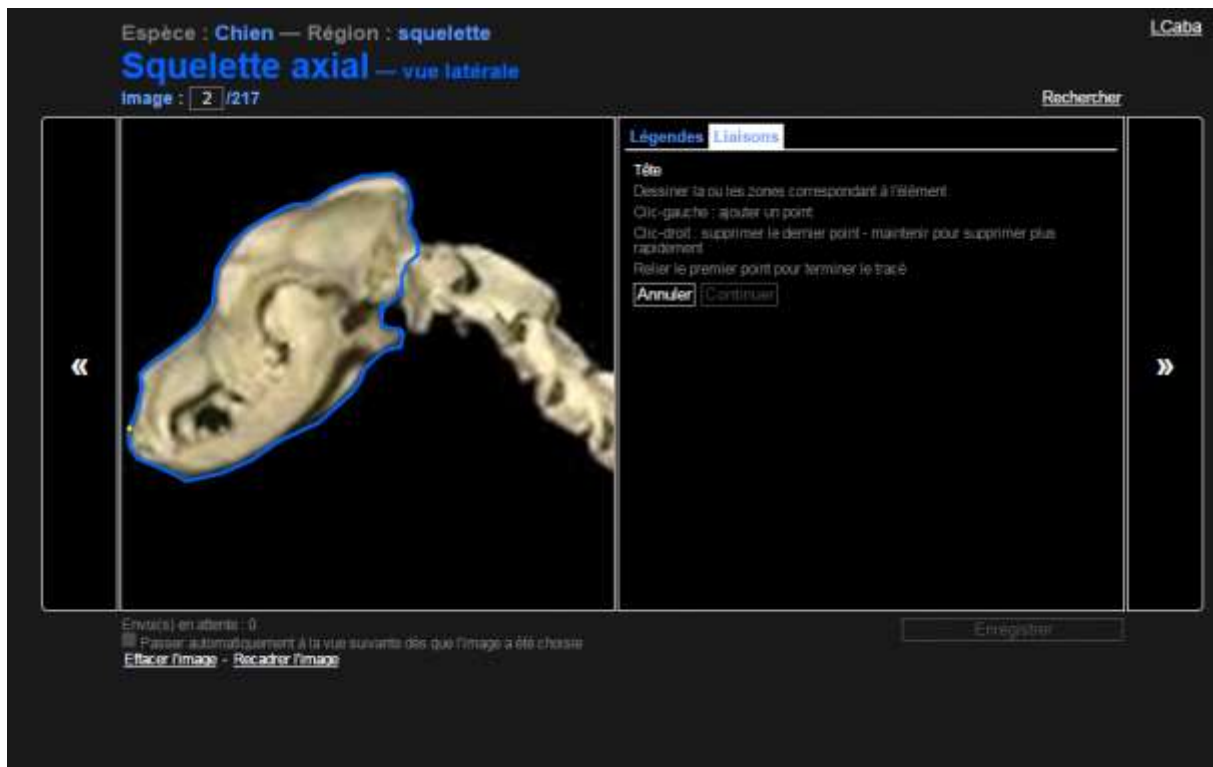 Espèce : Chien — Région : squelette
LCaba
Squelette axial — vue latérale
Image : 2 /217
Rechercher
Légendes Liaisons
Tête
Dessiner la ou les zones correspondant à l'élément
Clic-gauche : ajouter un point
Clic-droit : supprimer le dernier point - maintenir pour supprimer plus
rapidement
Relier le premier point pour terminer le tracé
Annuler Continuer
«
»
Envoi(s) en attente : 0
Passer automatiquement à la vue suivante dès que l'image a été choisie
Enregistrer
Effacer l'image - Recadrer l'image